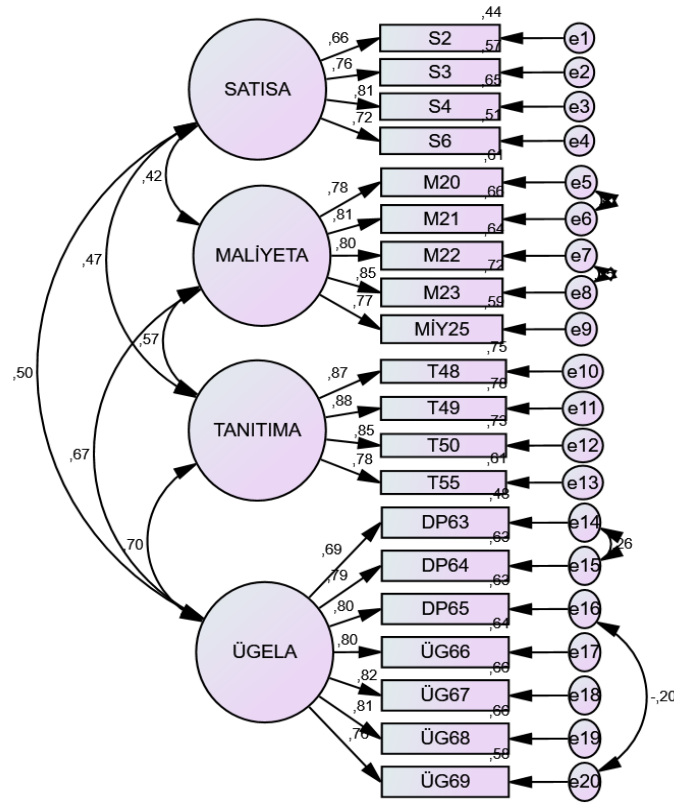 ,44
,66
S2
e1
,57
,76
S3
e2
,65
SATISA
,81
S4
e3
,51
,72
S6
e4
,61
,42
,78
M20
e5
,66
,81
M21
e6
,64
MALİYETA
,80
M22
e7
,72
,47
,85
M23
e8
,59
,77
MİY25
e9
,57
,75
,50
,87
T48
e10
,78
,88
T49
e11
,73
TANITIMA
,85
T50
e12
,61
,67
,78
T55
e13
,48
DP63
e14
,70
,26
,69
,63
,79
DP64
e15
,63
,80
DP65
e16
,64
ÜGELA
,80
ÜG66
e17
,66
,82
ÜG67
e18
-,20
,66
,81
ÜG68
e19
,58
,76
ÜG69
e20